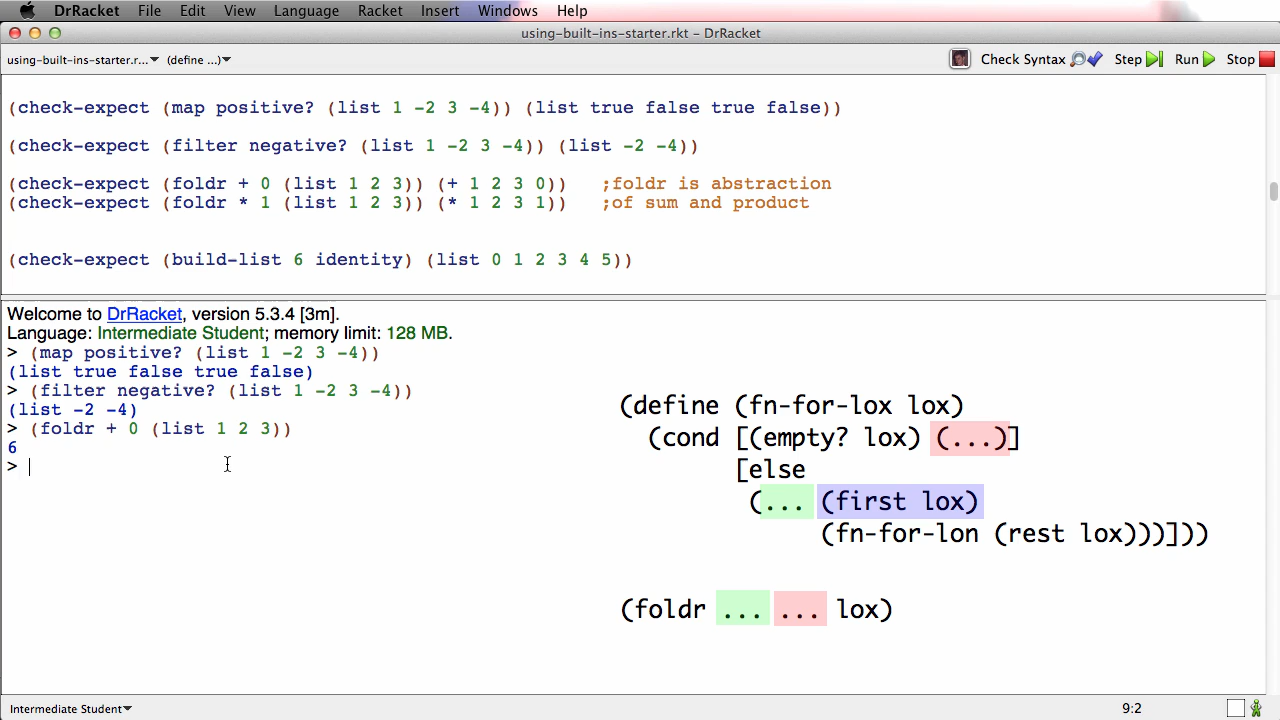 DrRacket File Edit View Language Racket Insert Windows Help
using-built-ins-starter.rkt - DrRacket
using-built-ins-starter.r...▾ (define ...)▾ Check Syntax Step Run Stop
(check-expect (map positive? (list 1 -2 3 -4)) (list true false true false))
(check-expect (filter negative? (list 1 -2 3 -4)) (list -2 -4))
(check-expect (foldr + 0 (list 1 2 3)) (+ 1 2 3 0)) ;foldr is abstraction
(check-expect (foldr * 1 (list 1 2 3)) (* 1 2 3 1)) ;of sum and product
(check-expect (build-list 6 identity) (list 0 1 2 3 4 5))
Welcome to DrRacket, version 5.3.4 [3m].
Language: Intermediate Student; memory limit: 128 MB.
> (map positive? (list 1 -2 3 -4))
(list true false true false)
> (filter negative? (list 1 -2 3 -4))
(list -2 -4)
> (foldr + 0 (list 1 2 3))
6
>
(define (fn-for-lox lox)
(cond [(empty? lox) (...)]
[else
(... (first lox)
(fn-for-lon (rest lox)))]))
(foldr ... ... lox)
Intermediate Student▾ 9:2